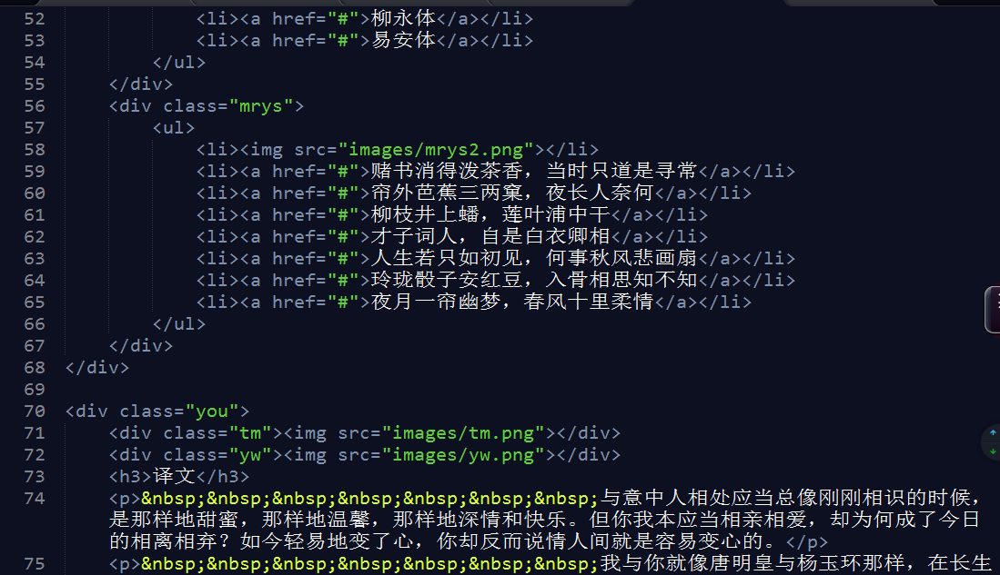 52 <li><a href="#">柳永体</a></li>
53 <li><a href="#">易安体</a></li>
54 </ul>
55 </div>
56 <div class="mrys">
57 <ul>
58 <li><img src="images/mrys2.png"></li>
59 <li><a href="#">赌书消得泼茶香，当时只道是寻常</a></li>
60 <li><a href="#">帘外芭蕉三两窠，夜长人奈何</a></li>
61 <li><a href="#">柳枝井上蟠，莲叶浦中干</a></li>
62 <li><a href="#">才子词人，自是白衣卿相</a></li>
63 <li><a href="#">人生若只如初见，何事秋风悲画扇</a></li>
64 <li><a href="#">玲珑骰子安红豆，入骨相思知不知</a></li>
65 <li><a href="#">夜月一帘幽梦，春风十里柔情</a></li>
66 </ul>
67 </div>
68 </div>
69
70 <div class="you">
71 <div class="tm"><img src="images/tm.png"></div>
72 <div class="yw"><img src="images/yw.png"></div>
73 <h3>译文</h3>
74 <p>&nbsp;&nbsp;&nbsp;&nbsp;&nbsp;&nbsp;&nbsp;与意中人相处应当总像刚刚相识的时候，
是那样地甜蜜，那样地温馨，那样地深情和快乐。但你我本应当相亲相爱，却为何成了今日
的相离相弃？如今轻易地变了心，你却反而说情人间就是容易变心的。</p>
75 <p>&nbsp;&nbsp;&nbsp;&nbsp;&nbsp;&nbsp;&nbsp;我与你就像唐明皇与杨玉环那样，在长生